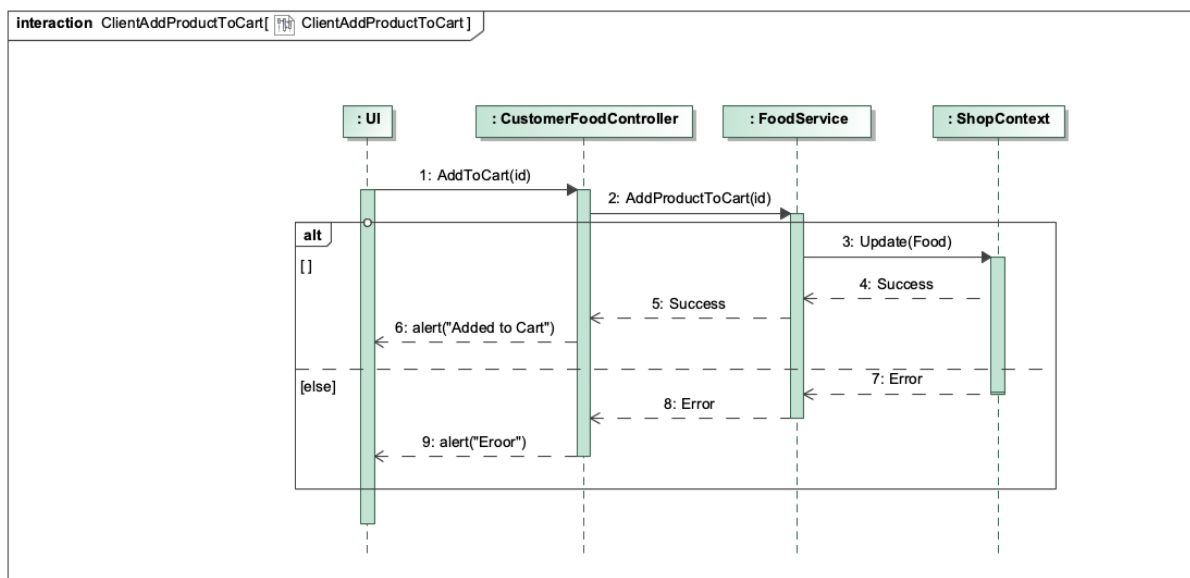 interaction ClientAddProductToCart[ ClientAddProductToCart ]
: UI
: CustomerFoodController
: FoodService
: ShopContext
1: AddToCart(id)
2: AddProductToCart(id)
alt
3: Update(Food)
[ ]
4: Success
5: Success
6: alert("Added to Cart")
[else]
7: Error
8: Error
9: alert("Eroor")